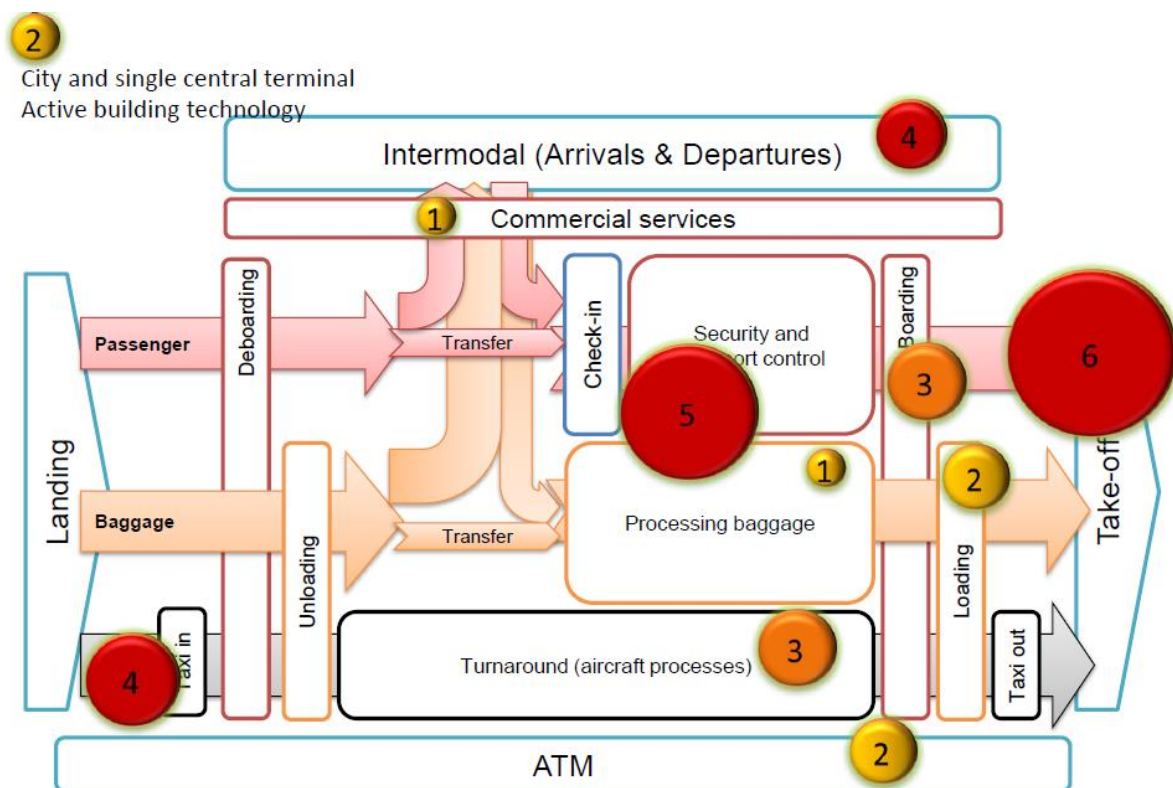 2
City and single central terminal
Active building technology
Intermodal (Arrivals & Departures)
4
1
Commercial services
Landing
Passenger
Deboarding
Transfer
Check-in
Security and
ort control
5
Boarding
3
6
Take-off
Baggage
Unloading
Transfer
Processing baggage
1
2
Loading
4
axi in
Turnaround (aircraft processes)
3
Taxi out
ATM
2